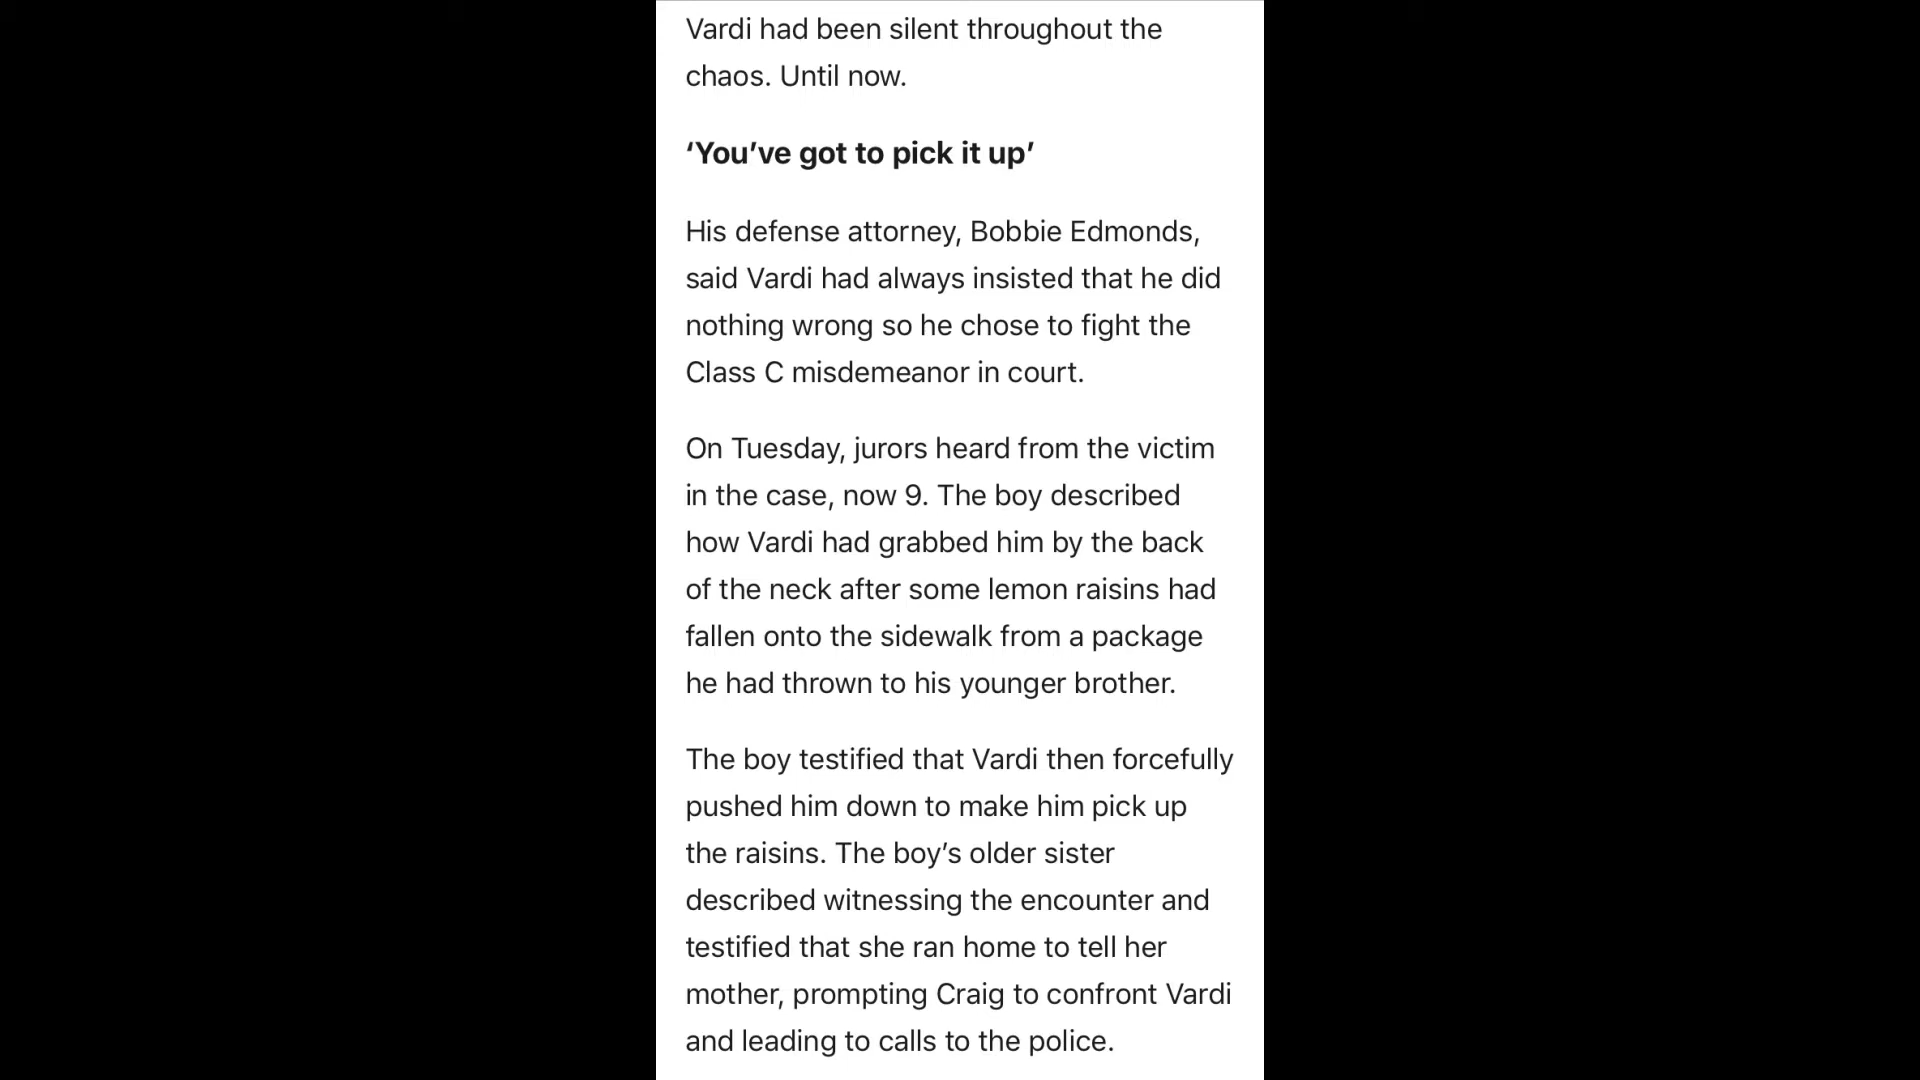 Vardi had been silent throughout the
chaos. Until now.
‘You’ve got to pick it up’
His defense attorney, Bobbie Edmonds,
said Vardi had always insisted that he did
nothing wrong so he chose to fight the
Class C misdemeanor in court.
On Tuesday, jurors heard from the victim
in the case, now 9. The boy described
how Vardi had grabbed him by the back
of the neck after some lemon raisins had
fallen onto the sidewalk from a package
he had thrown to his younger brother.
The boy testified that Vardi then forcefully
pushed him down to make him pick up
the raisins. The boy’s older sister
described witnessing the encounter and
testified that she ran home to tell her
mother, prompting Craig to confront Vardi
and leading to calls to the police.